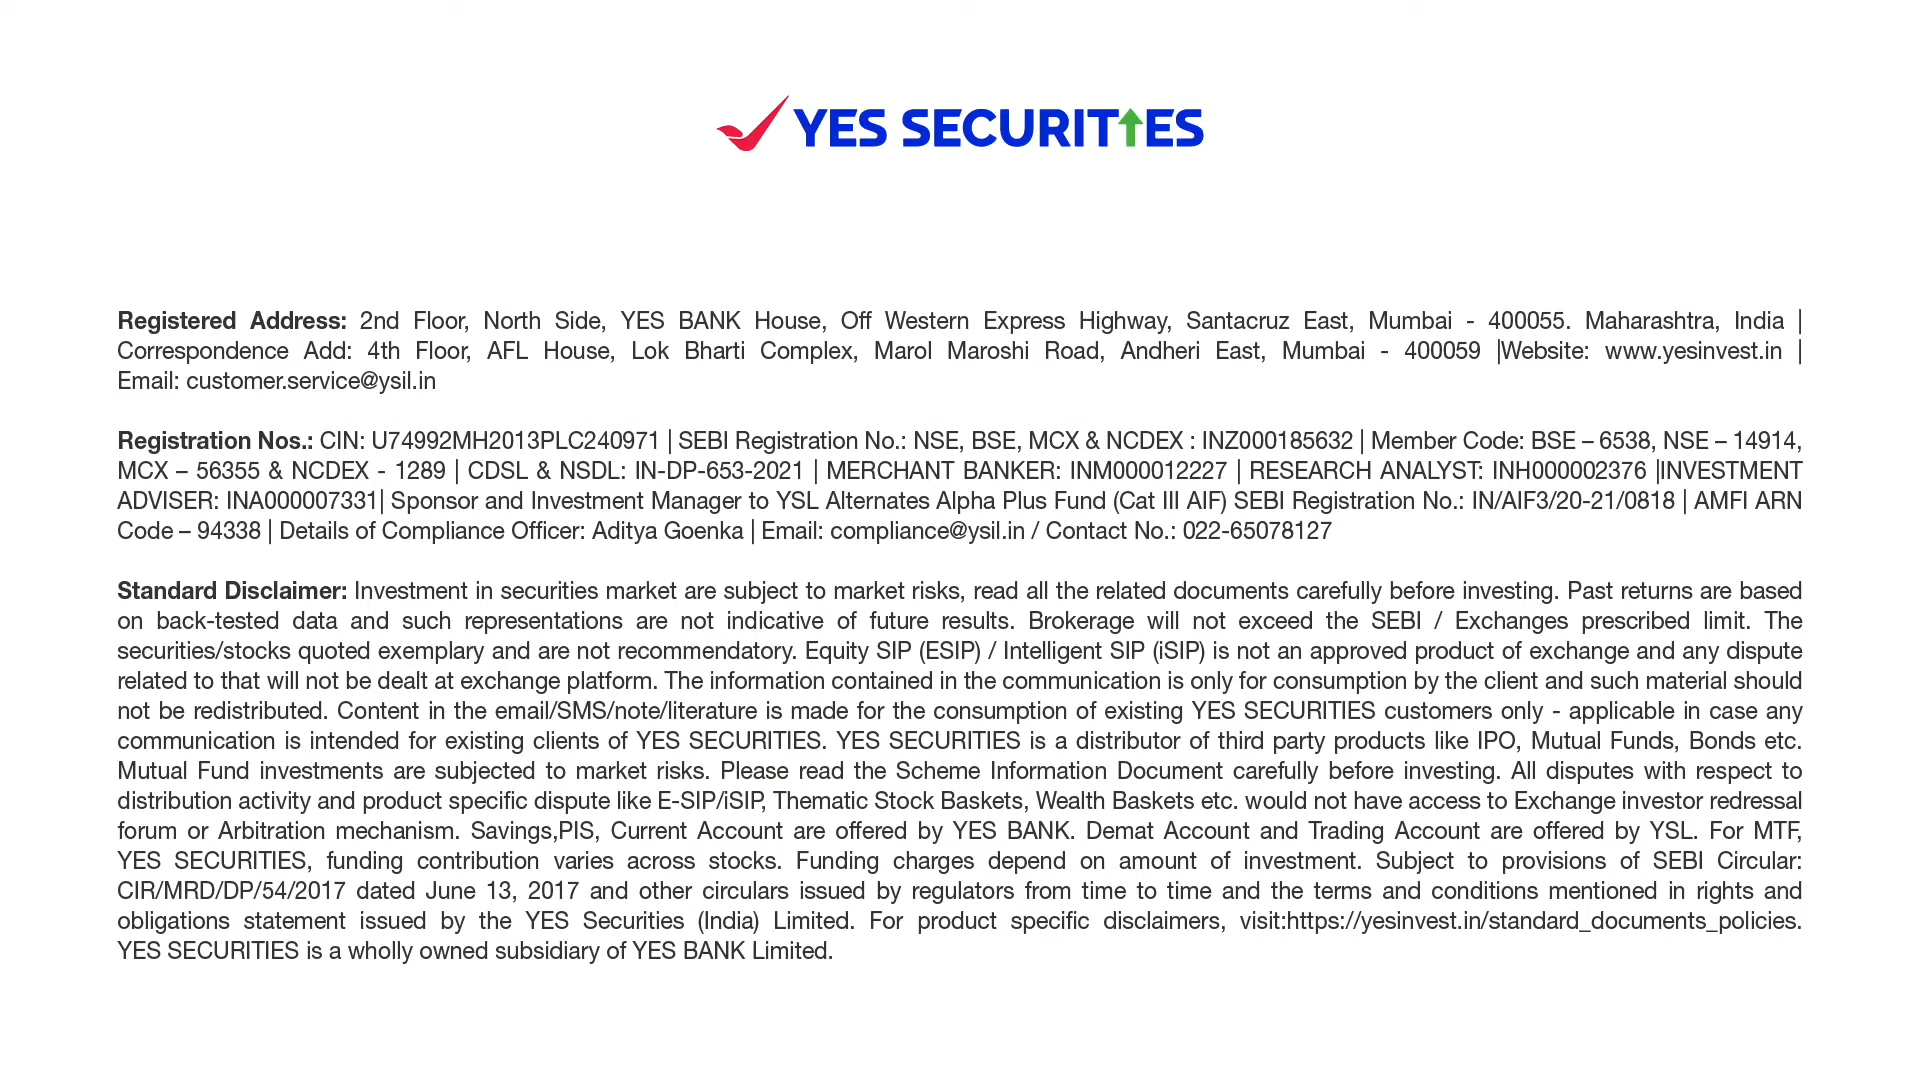 YES SECURITIES
Registered Address: 2nd Floor, North Side, YES BANK House, Off Western Express Highway, Santacruz East, Mumbai - 400055. Maharashtra, India |
Correspondence Add: 4th Floor, AFL House, Lok Bharti Complex, Marol Maroshi Road, Andheri East, Mumbai - 400059 |Website: www.yesinvest.in |
Email: customer.service@ysil.in
Registration Nos.: CIN: U74992MH2013PLC240971 | SEBI Registration No.: NSE, BSE, MCX & NCDEX : INZ000185632 | Member Code: BSE – 6538, NSE – 14914,
MCX – 56355 & NCDEX - 1289 | CDSL & NSDL: IN-DP-653-2021 | MERCHANT BANKER: INM000012227 | RESEARCH ANALYST: INH000002376 |INVESTMENT
ADVISER: INA000007331| Sponsor and Investment Manager to YSL Alternates Alpha Plus Fund (Cat III AIF) SEBI Registration No.: IN/AIF3/20-21/0818 | AMFI ARN
Code – 94338 | Details of Compliance Officer: Aditya Goenka | Email: compliance@ysil.in / Contact No.: 022-65078127
Standard Disclaimer: Investment in securities market are subject to market risks, read all the related documents carefully before investing. Past returns are based
on back-tested data and such representations are not indicative of future results. Brokerage will not exceed the SEBI / Exchanges prescribed limit. The
securities/stocks quoted exemplary and are not recommendatory. Equity SIP (ESIP) / Intelligent SIP (iSIP) is not an approved product of exchange and any dispute
related to that will not be dealt at exchange platform. The information contained in the communication is only for consumption by the client and such material should
not be redistributed. Content in the email/SMS/note/literature is made for the consumption of existing YES SECURITIES customers only - applicable in case any
communication is intended for existing clients of YES SECURITIES. YES SECURITIES is a distributor of third party products like IPO, Mutual Funds, Bonds etc.
Mutual Fund investments are subjected to market risks. Please read the Scheme Information Document carefully before investing. All disputes with respect to
distribution activity and product specific dispute like E-SIP/iSIP, Thematic Stock Baskets, Wealth Baskets etc. would not have access to Exchange investor redressal
forum or Arbitration mechanism. Savings,PIS, Current Account are offered by YES BANK. Demat Account and Trading Account are offered by YSL. For MTF,
YES SECURITIES, funding contribution varies across stocks. Funding charges depend on amount of investment. Subject to provisions of SEBI Circular:
CIR/MRD/DP/54/2017 dated June 13, 2017 and other circulars issued by regulators from time to time and the terms and conditions mentioned in rights and
obligations statement issued by the YES Securities (India) Limited. For product specific disclaimers, visit:https://yesinvest.in/standard_documents_policies.
YES SECURITIES is a wholly owned subsidiary of YES BANK Limited.